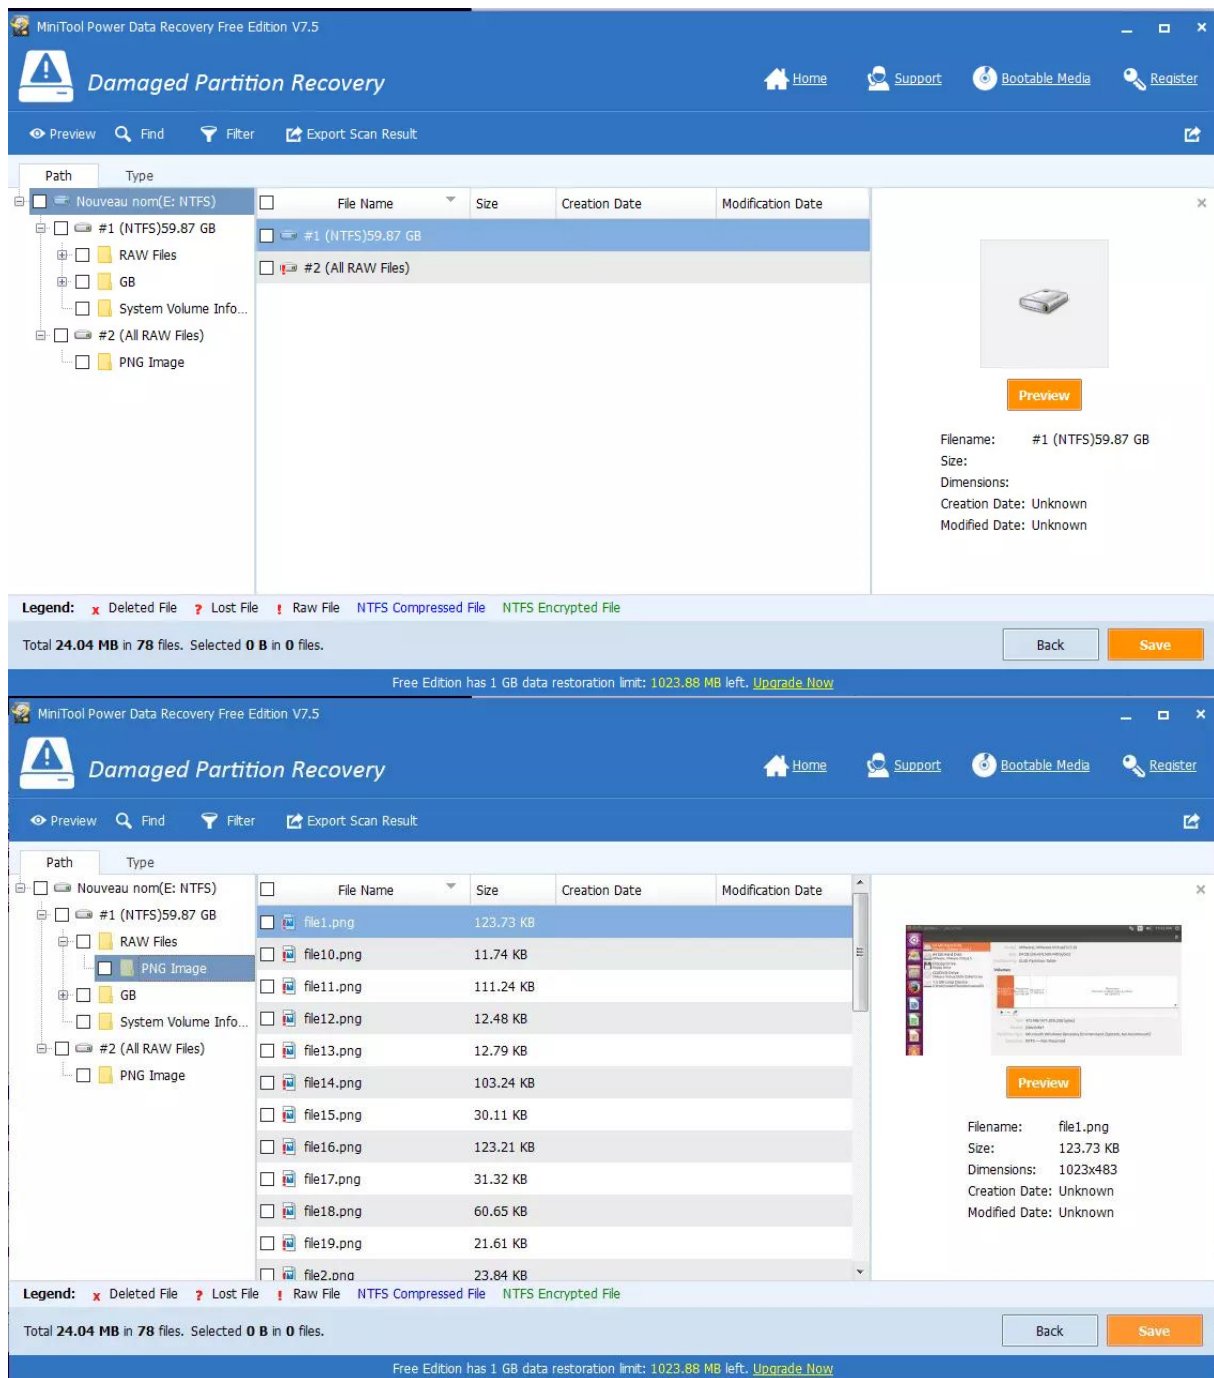 MiniTool Power Data Recovery Free Edition V7.5
Damaged Partition Recovery
Home Support Bootable Media Register
Preview Find Filter Export Scan Result
Path Type
Nouveau nom(E: NTFS) File Name Size Creation Date Modification Date
#1 (NTFS)59.87 GB #1 (NTFS)59.87 GB
RAW Files #2 (All RAW Files)
GB
System Volume Info...
#2 (All RAW Files)
PNG Image
Preview
Filename: #1 (NTFS)59.87 GB
Size:
Dimensions:
Creation Date: Unknown
Modified Date: Unknown
Legend: x Deleted File ? Lost File ! Raw File NTFS Compressed File NTFS Encrypted File
Total 24.04 MB in 78 files. Selected 0 B in 0 files. Back Save
Free Edition has 1 GB data restoration limit: 1023.88 MB left. Upgrade Now
MiniTool Power Data Recovery Free Edition V7.5
Damaged Partition Recovery
Home Support Bootable Media Register
Preview Find Filter Export Scan Result
Path Type
Nouveau nom(E: NTFS) File Name Size Creation Date Modification Date
#1 (NTFS)59.87 GB file1.png 123.73 KB
RAW Files file10.png 11.74 KB
PNG Image file11.png 111.24 KB
GB
System Volume Info... file12.png 12.48 KB
#2 (All RAW Files) file13.png 12.79 KB
PNG Image file14.png 103.24 KB
file15.png 30.11 KB
file16.png 123.21 KB
file17.png 31.32 KB
file18.png 60.65 KB
file19.png 21.61 KB
file2.png 23.84 KB
Preview
Filename: file1.png
Size: 123.73 KB
Dimensions: 1023x483
Creation Date: Unknown
Modified Date: Unknown
Legend: x Deleted File ? Lost File ! Raw File NTFS Compressed File NTFS Encrypted File
Total 24.04 MB in 78 files. Selected 0 B in 0 files. Back Save
Free Edition has 1 GB data restoration limit: 1023.88 MB left. Upgrade Now